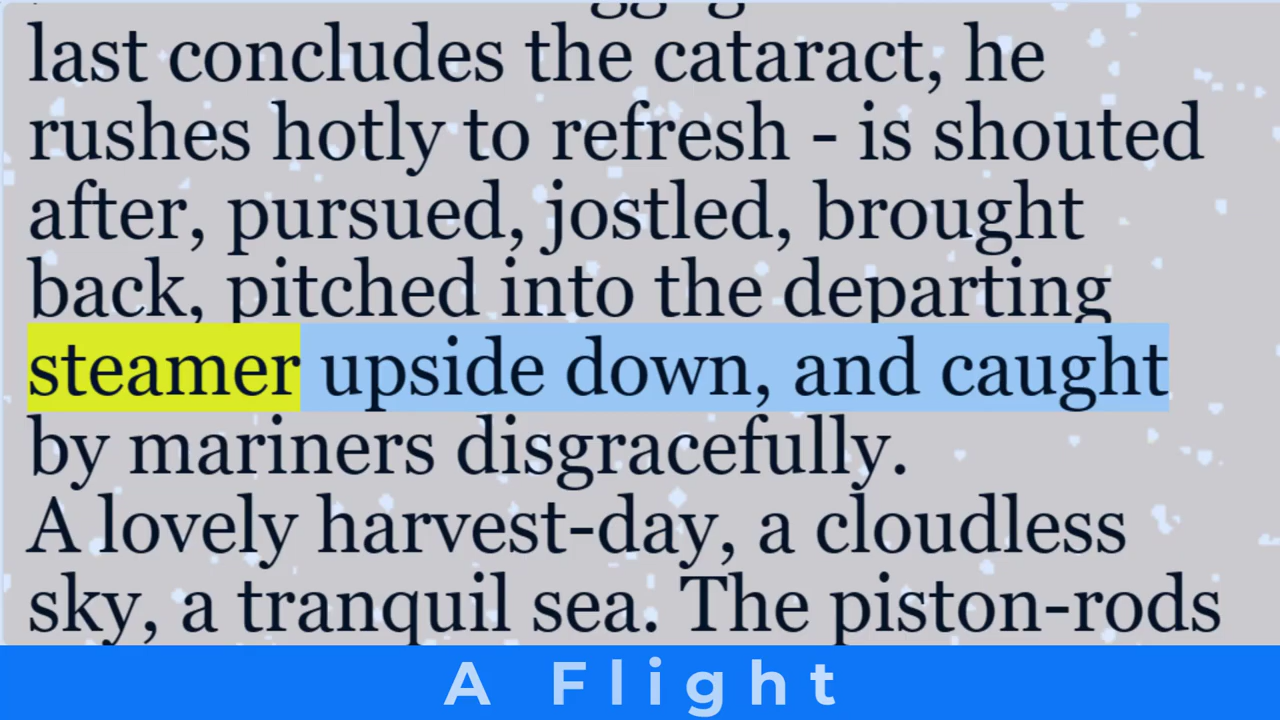 last concludes the cataract, he
rushes hotly to refresh - is shouted
after, pursued, jostled, brought
back, pitched into the departing
steamer upside down, and caught
by mariners disgracefully.
A lovely harvest-day, a cloudless
sky, a tranquil sea. The piston-rods
A Flight